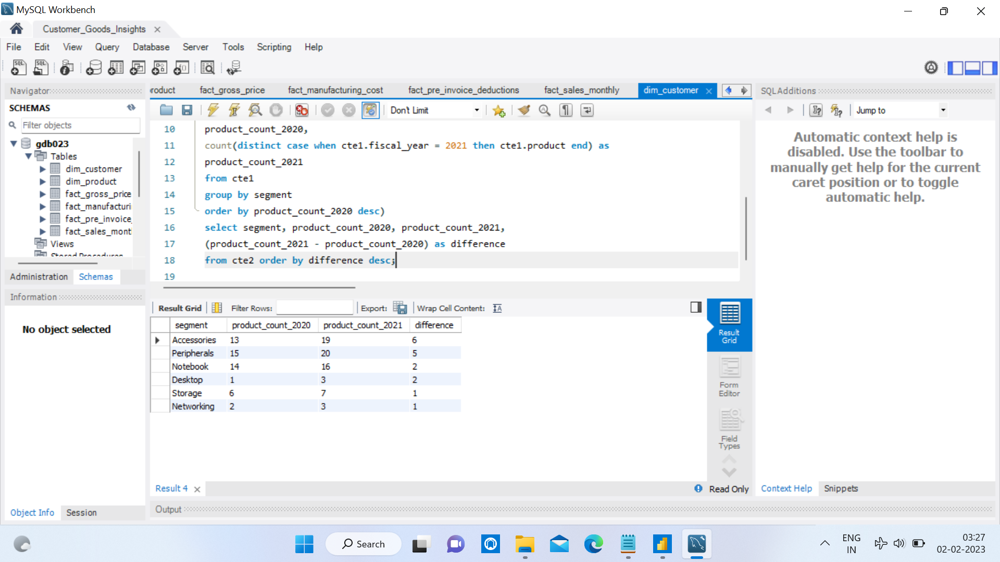 MySQL Workbench
Customer_Goods_Insights
File Edit View Query Database Server Tools Scripting Help
Navigator
SCHEMAS
Filter objects
gdb023
Tables
dim_customer
dim_product
fact_gross_price
fact_manufacturi
fact_pre_invoice_
fact_sales_mont
Views
Stored Procedures
Administration Schemas
Information
No object selected
Object Info Session
roduct fact_gross_price fact_manufacturing_cost fact_pre_invoice_deductions fact_sales_monthly dim_customer
Don't Limit
10 product_count_2020,
11 count(distinct case when cte1.fiscal_year = 2021 then cte1.product end) as
12 product_count_2021
13 from cte1
14 group by segment
15 order by product_count_2020 desc)
16 select segment, product_count_2020, product_count_2021,
17 (product_count_2021 - product_count_2020) as difference
18 from cte2 order by difference desc;
19
Result Grid Filter Rows: Export: Wrap Cell Content:
segment product_count_2020 product_count_2021 difference
Accessories 13 19 6
Peripherals 15 20 5
Notebook 14 16 2
Desktop 1 3 2
Storage 6 7 1
Networking 2 3 1
Result
Grid
Form
Editor
Field
Types
Result 4
Read Only
Output
SQLAdditions
Jump to
Automatic context help is
disabled. Use the toolbar to
manually get help for the current
caret position or to toggle
automatic help.
Context Help Snippets
Search
ENG
IN
03:27
02-02-2023